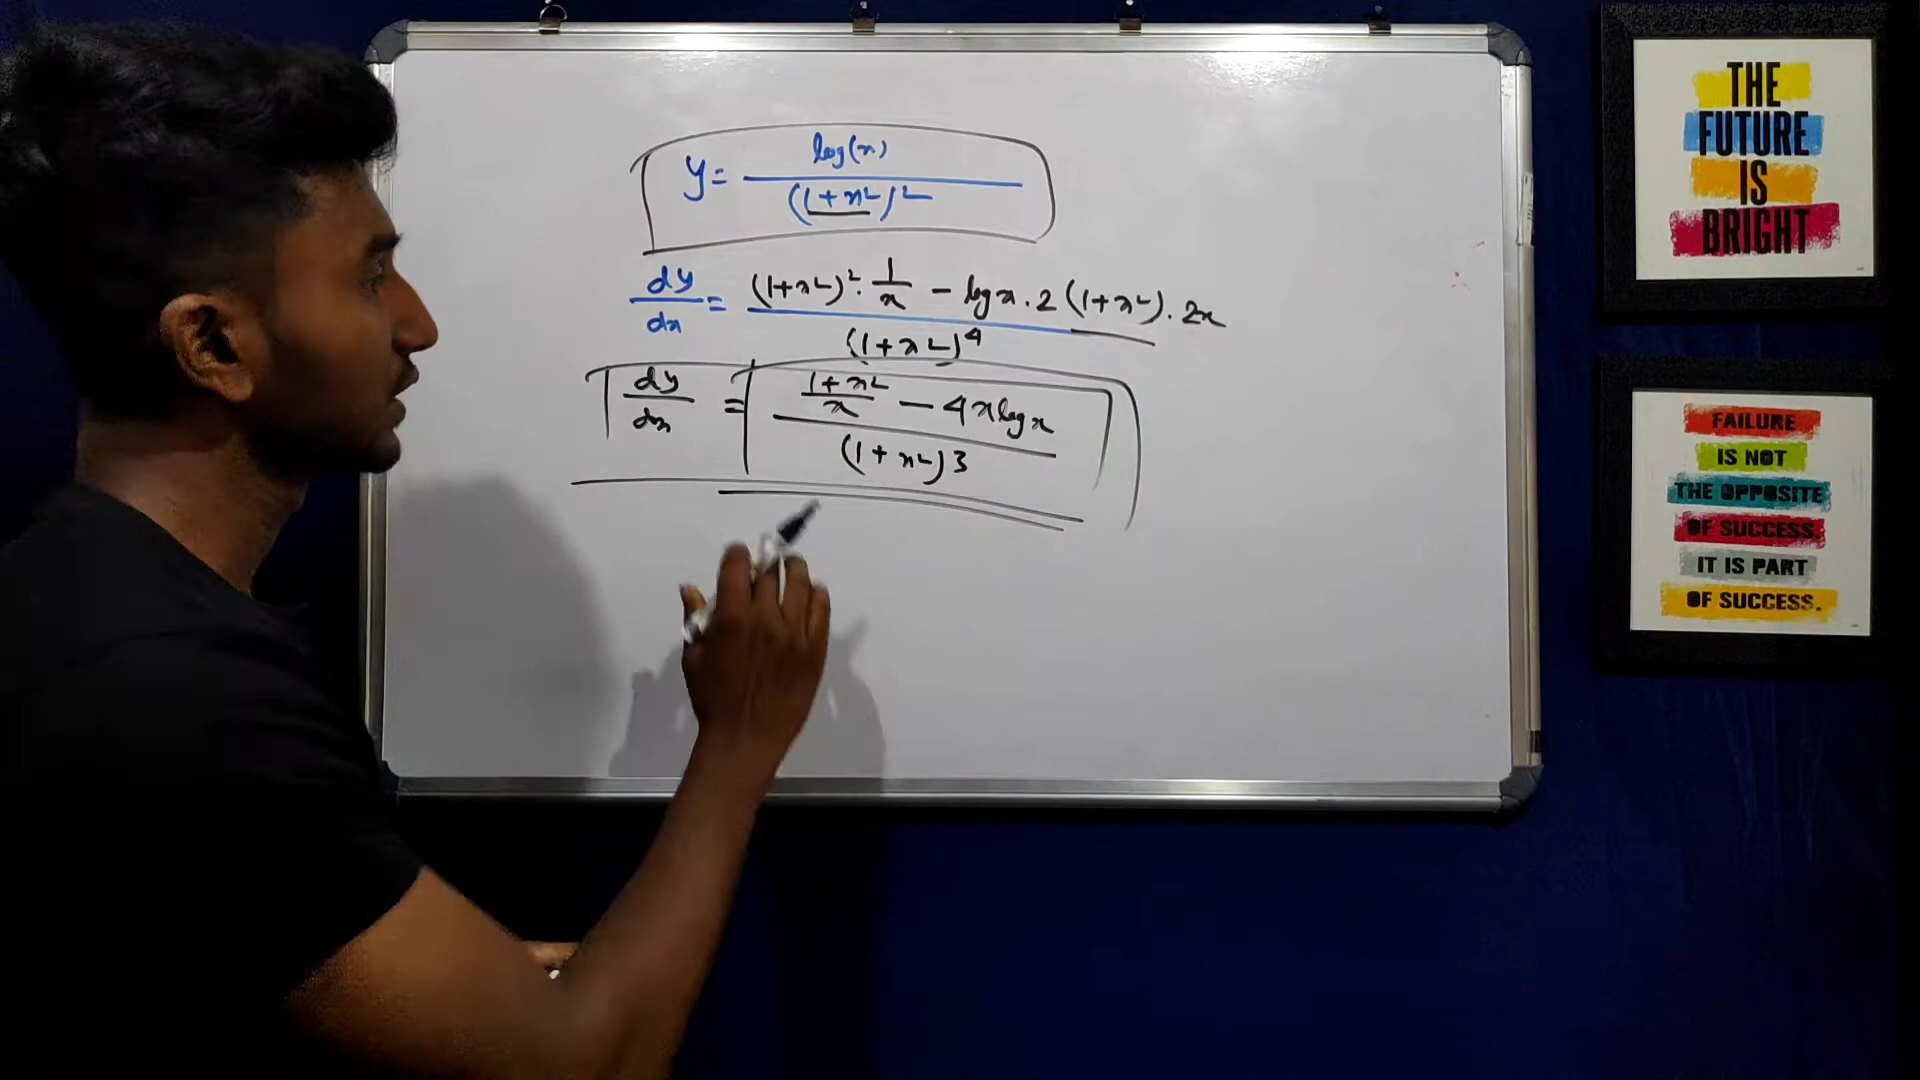 y = log(x) / (1+x²)²
dy/dx = ((1+x²)² · 1/x − log x · 2(1+x²) · 2x) / (1+x²)⁴
dy/dx = ((1+x²)/x − 4x log x) / (1+x²)³
THE
FUTURE
IS
BRIGHT
FAILURE
IS NOT
THE OPPOSITE
OF SUCCESS.
IT IS PART
OF SUCCESS.